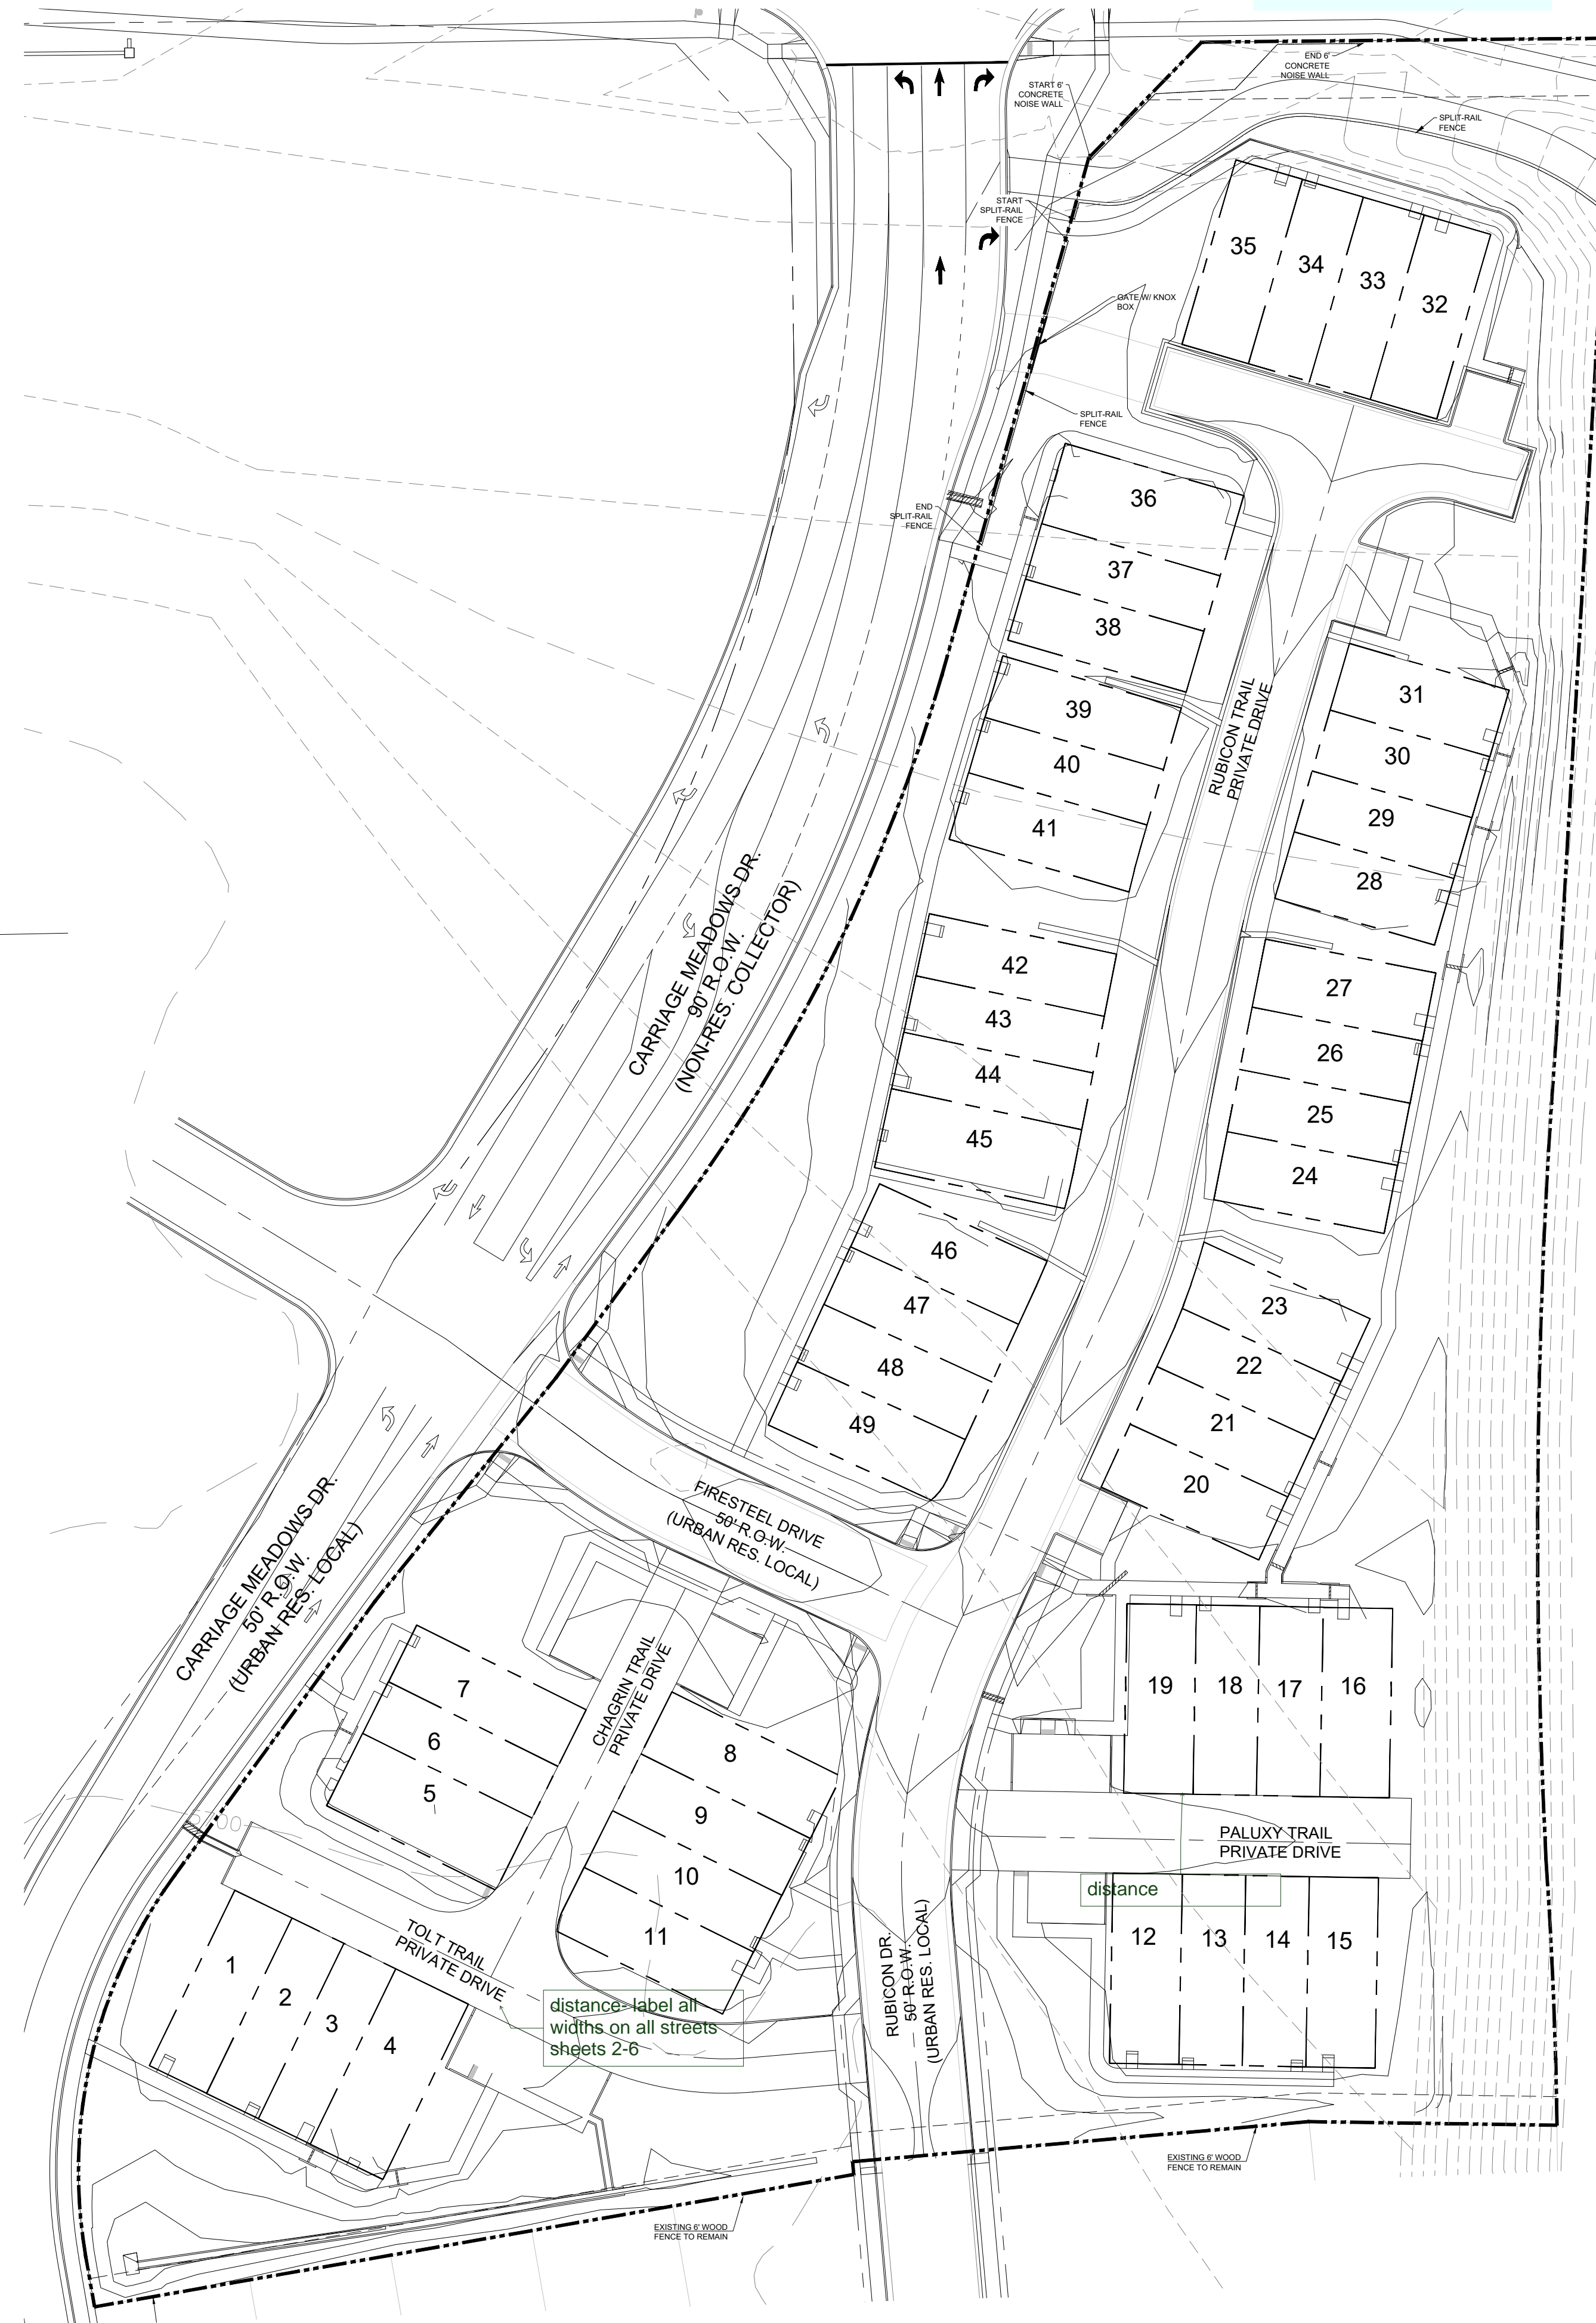 END 6'
CONCRETE
NOISE WALL
START 6'
CONCRETE
NOISE WALL
SPLIT-RAIL
FENCE
START
SPLIT-RAIL
FENCE
35
34
33
32
GATE W/ KNOX
BOX
SPLIT-RAIL
FENCE
END
SPLIT-RAIL
FENCE
36
37
38
39
40
41
RUBICON TRAIL
PRIVATE DRIVE
31
30
29
28
CARRIAGE MEADOWS DR.
90' R.O.W.
(NON-RES. COLLECTOR)
42
43
44
45
27
26
25
24
46
47
48
49
23
22
21
20
FIRESTEEL DRIVE
50' R.O.W.
(URBAN RES. LOCAL)
CARRIAGE MEADOWS DR.
50' R.O.W.
(URBAN RES. LOCAL)
7
6
5
CHAGRIN TRAIL
PRIVATE DRIVE
8
9
10
11
19
18
17
16
PALUXY TRAIL
PRIVATE DRIVE
distance
12
13
14
15
TOLT TRAIL
PRIVATE DRIVE
1
2
3
4
distance- label all
widths on all streets
sheets 2-6
RUBICON DR.
50' R.O.W.
(URBAN RES. LOCAL)
EXISTING 6' WOOD
FENCE TO REMAIN
EXISTING 6' WOOD
FENCE TO REMAIN